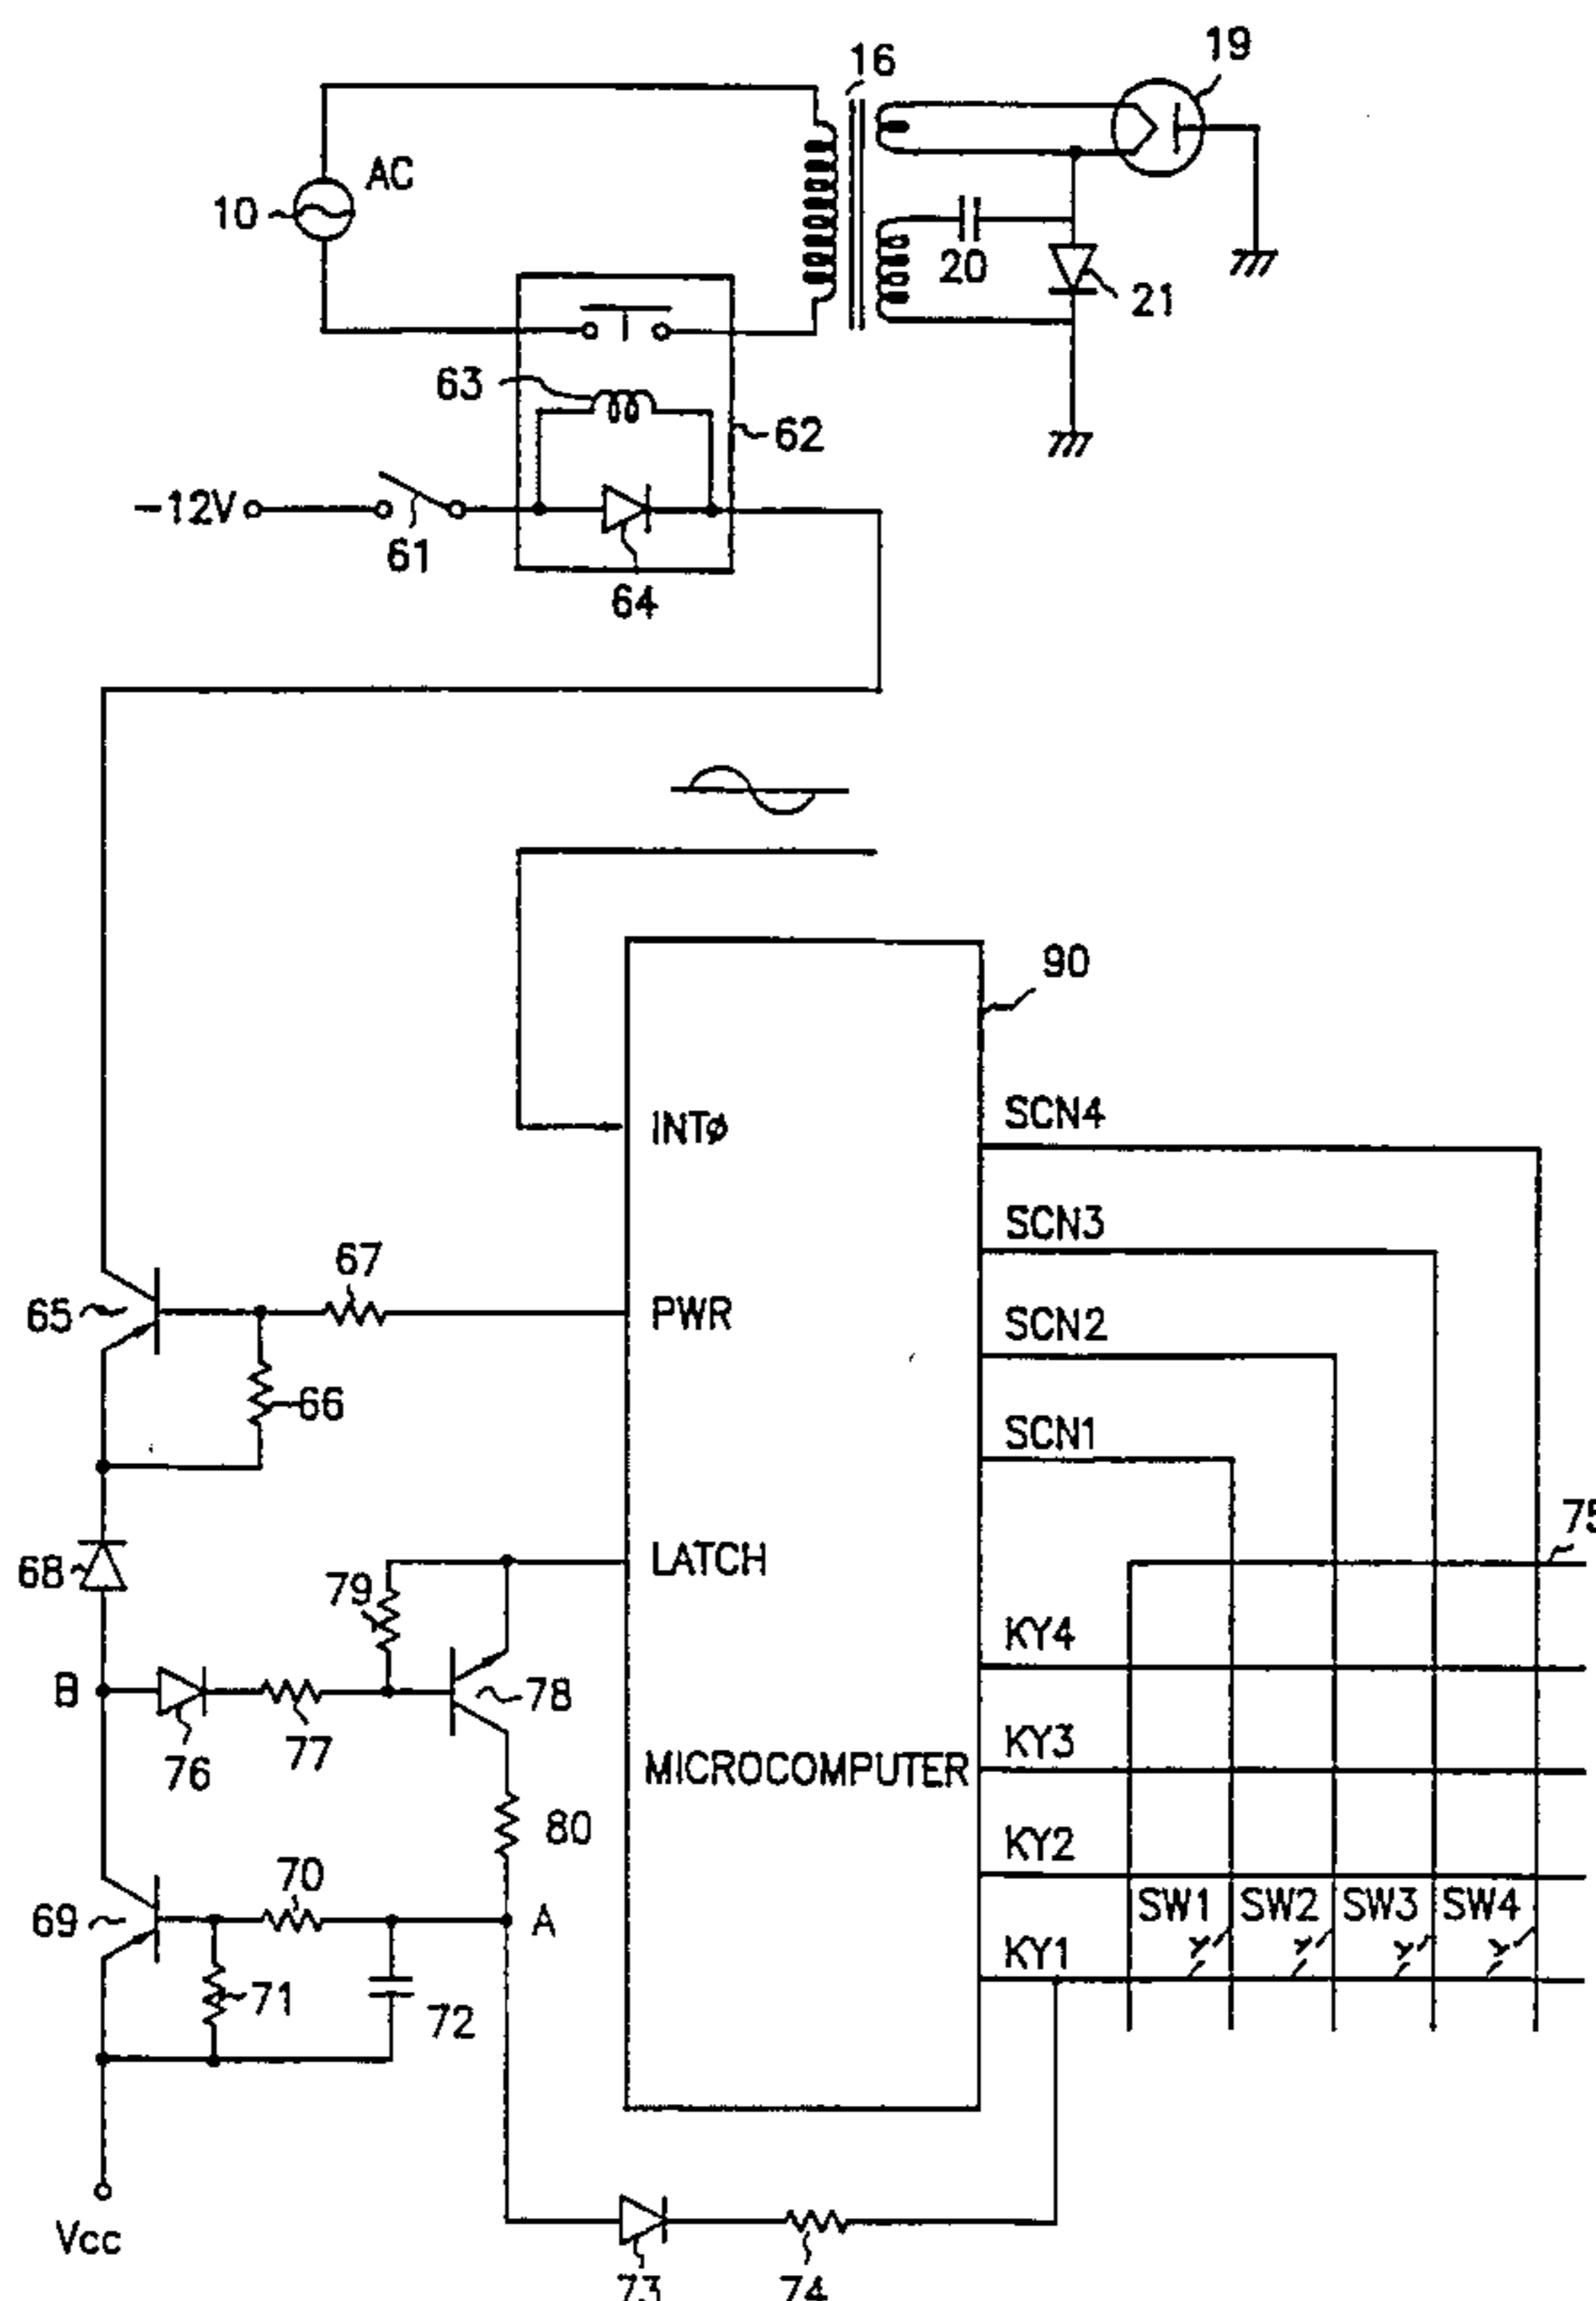 19
16
AC
10
20
21
63
62
-12V
61
64
90
INTØ
SCN4
SCN3
67
65
PWR
SCN2
66
SCN1
75
68
LATCH
79
KY4
B
78
76
77
KY3
MICROCOMPUTER
80
KY2
70
69
A
SW1 SW2 SW3 SW4
KY1
71
72
Vcc
73
74